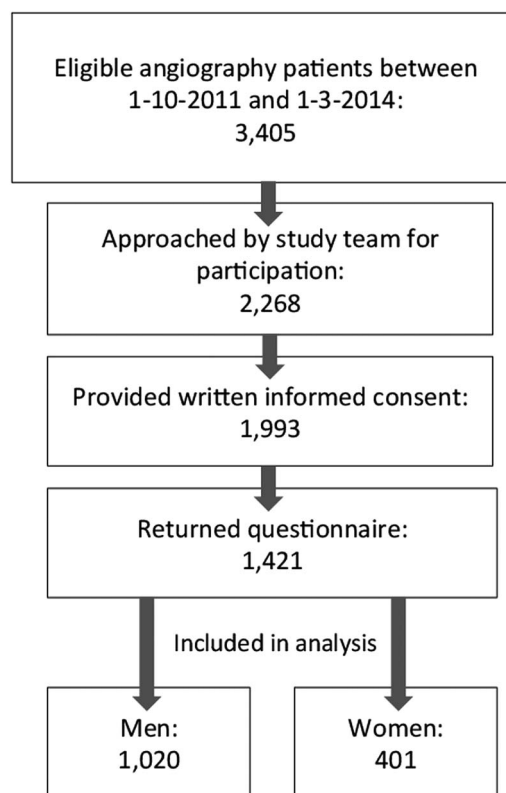 Eligible angiography patients between
1-10-2011 and 1-3-2014:
3,405
Approached by study team for
participation:
2,268
Provided written informed consent:
1,993
Returned questionnaire:
1,421
Included in analysis
Men:
1,020
Women:
401